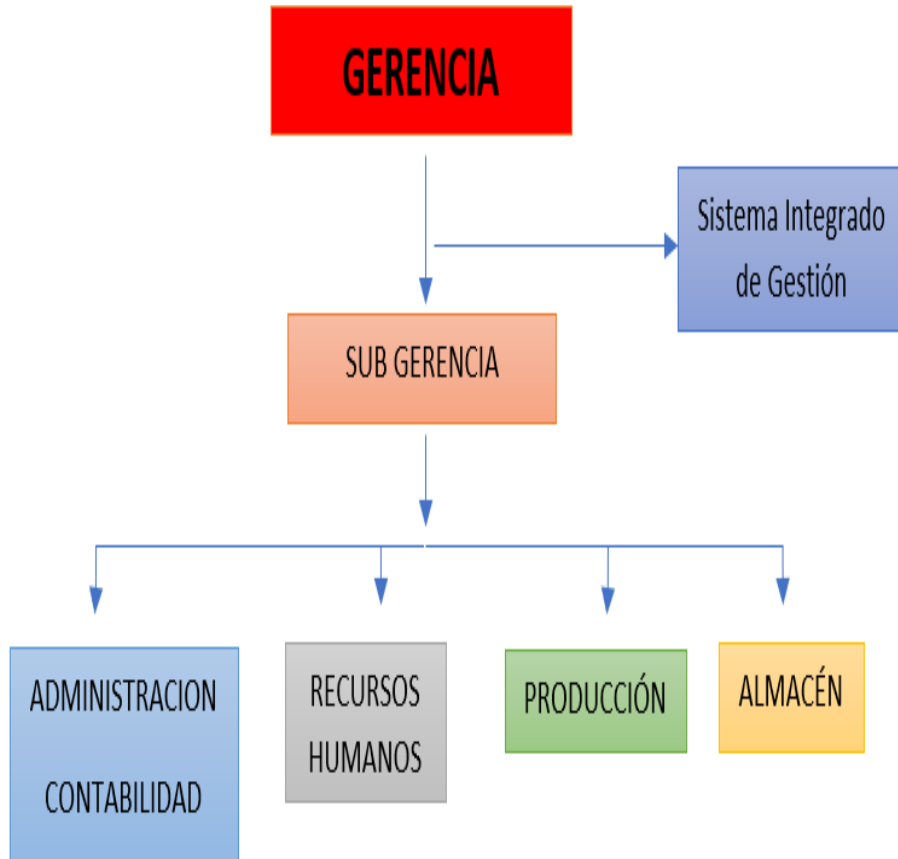 GERENCIA
Sistema Integrado
de Gestión
SUB GERENCIA
ADMINISTRACION
CONTABILIDAD
RECURSOS
HUMANOS
PRODUCCIÓN
ALMACÉN